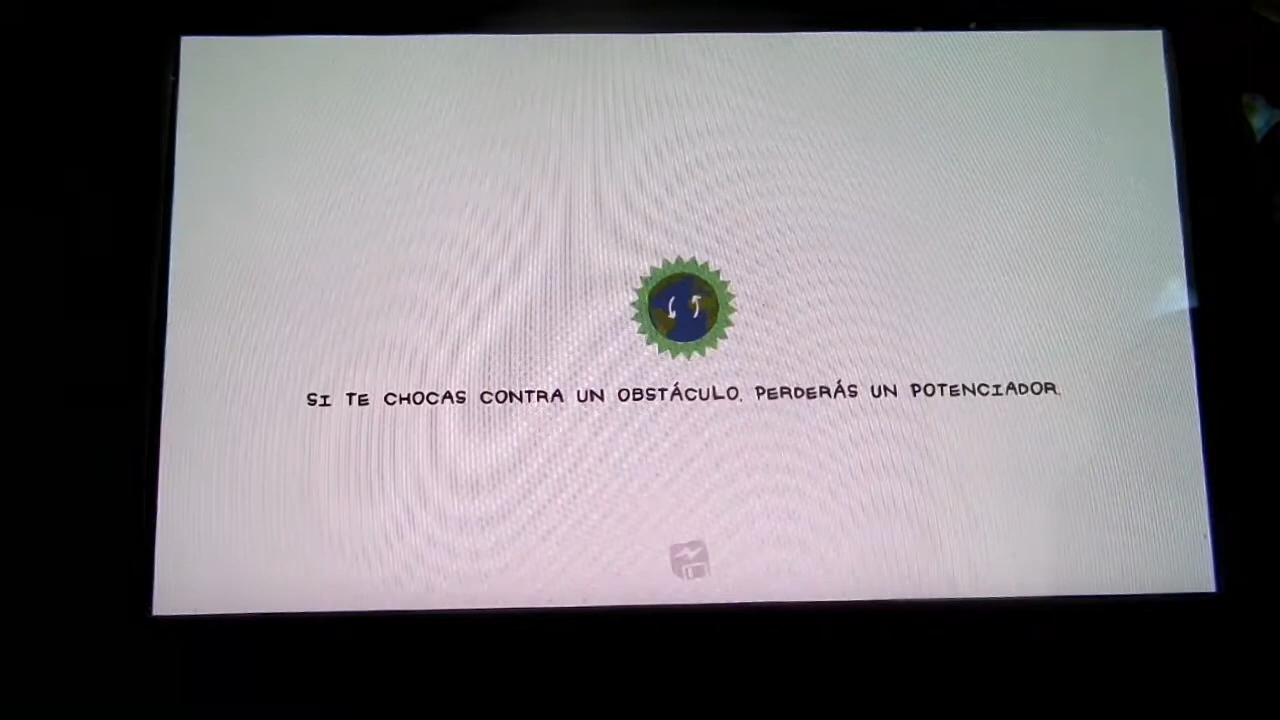 SI TE CHOCAS CONTRA UN OBSTÁCULO, PERDERÁS UN POTENCIADOR.